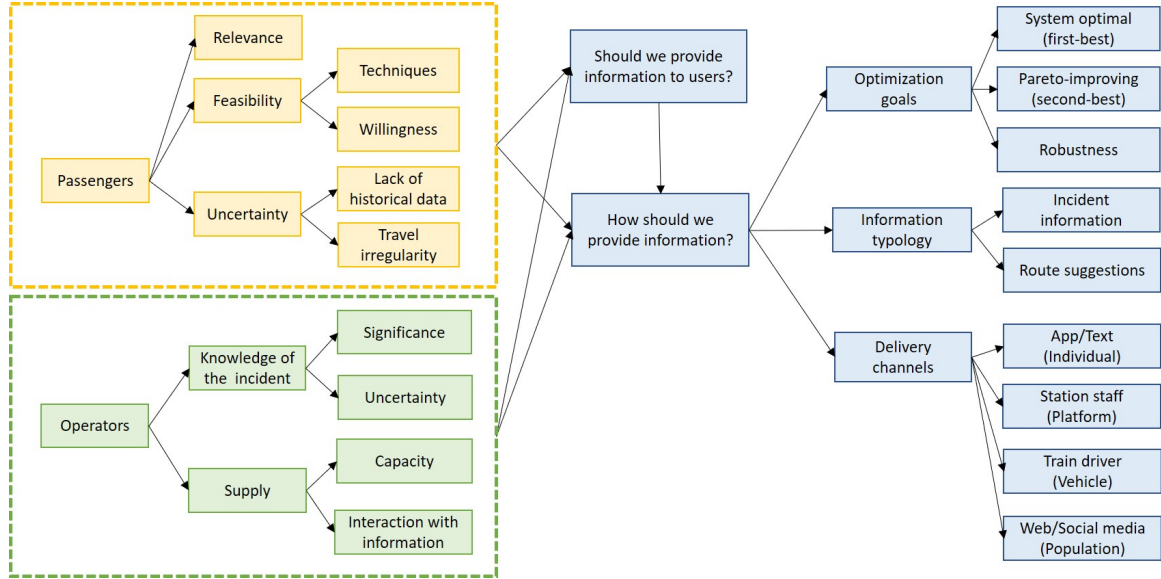 Passengers
Relevance
Feasibility
Techniques
Willingness
Uncertainty
Lack of
historical data
Travel
irregularity
Operators
Knowledge of
the incident
Significance
Uncertainty
Supply
Capacity
Interaction with
information
Should we provide
information to users?
How should we
provide information?
Optimization
goals
System optimal
(first-best)
Pareto-improving
(second-best)
Robustness
Information
typology
Incident
information
Route suggestions
Delivery
channels
App/Text
(Individual)
Station staff
(Platform)
Train driver
(Vehicle)
Web/Social media
(Population)